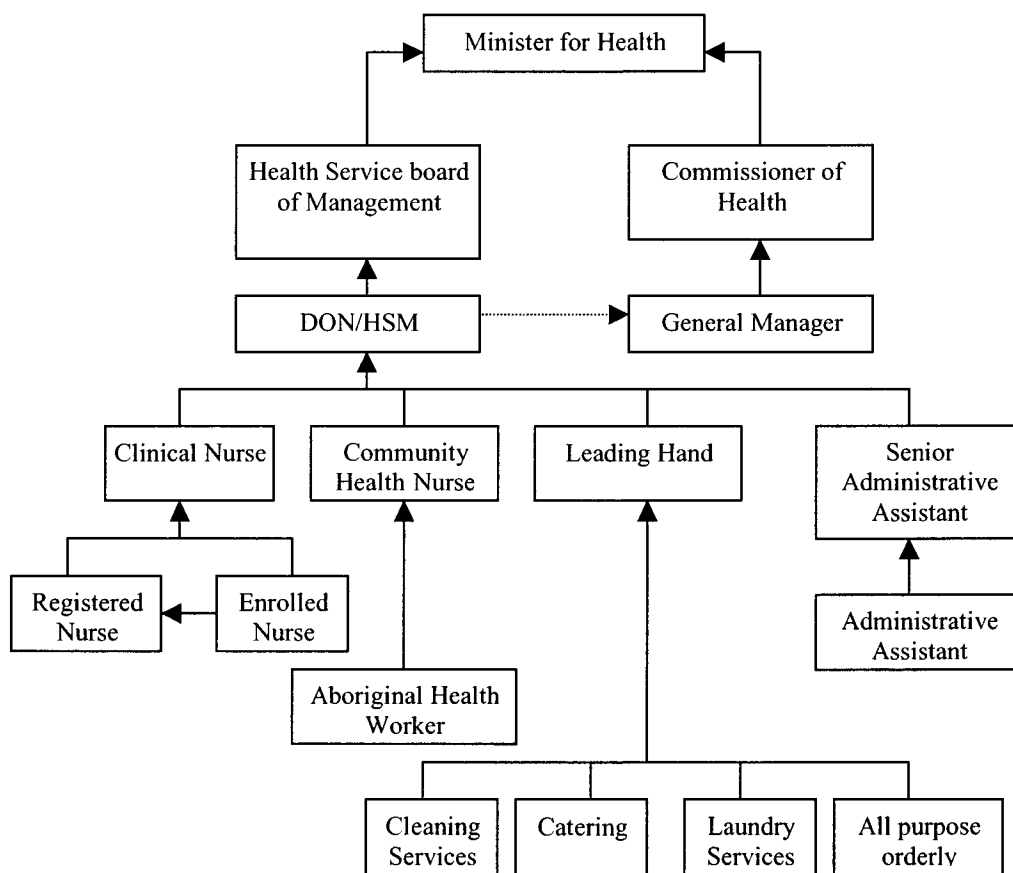 Minister for Health
Health Service board
of Management
Commissioner of
Health
DON/HSM
General Manager
Clinical Nurse
Community
Health Nurse
Leading Hand
Senior
Administrative
Assistant
Registered
Nurse
Enrolled
Nurse
Administrative
Assistant
Aboriginal Health
Worker
Cleaning
Services
Catering
Laundry
Services
All purpose
orderly